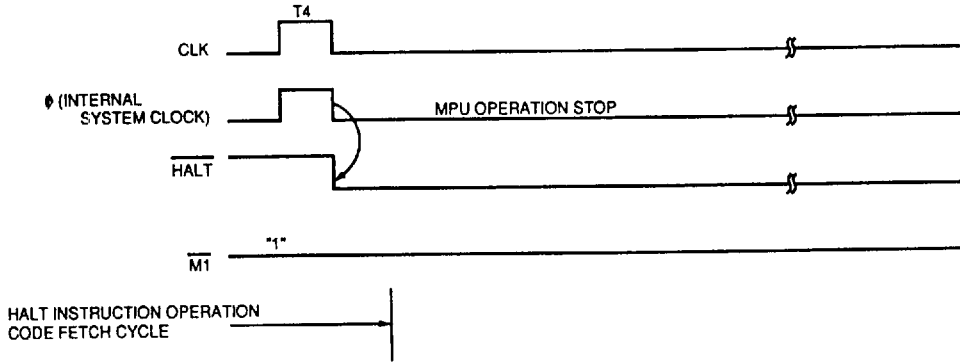 T4
CLK
ϕ (INTERNAL
SYSTEM CLOCK)
MPU OPERATION STOP
HALT
"1"
M1
HALT INSTRUCTION OPERATION
CODE FETCH CYCLE